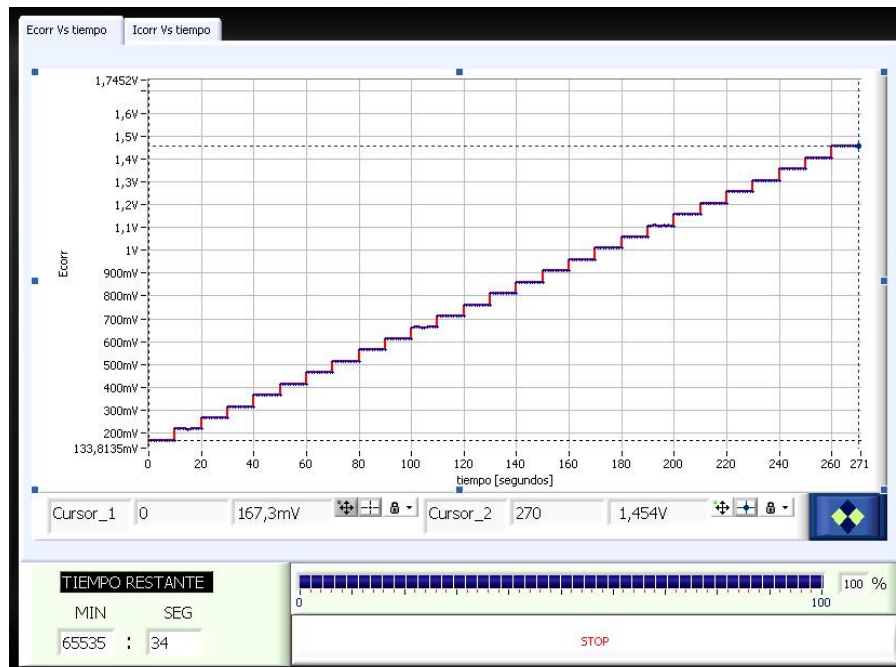 Ecorr Vs tiempo
Icorr Vs tiempo
1,7452V
1,6V
1,5V
1,4V
1,3V
1,2V
1,1V
1V
900mV
800mV
700mV
600mV
500mV
400mV
300mV
200mV
133,8135mV
Ecorr
0 20 40 60 80 100 120 140 160 180 200 220 240 260 271
tiempo [segundos]
Cursor_1 0 167,3mV Cursor_2 270 1,454V
TIEMPO RESTANTE
MIN SEG
65535 : 34
0 100
100 %
STOP